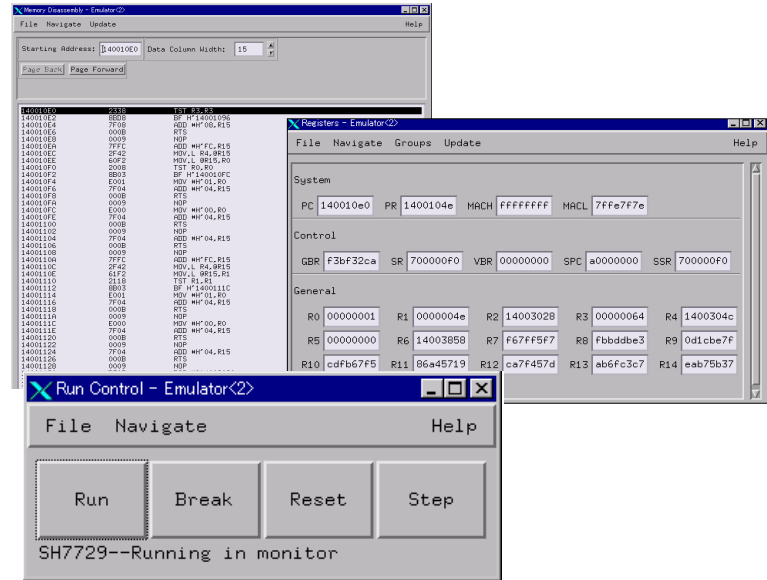 Memory Disassembly - Emulator<2>
File Navigate Update Help
Starting Address: 140010E0 Data Column Width: 15
Page Back Page Forward
140010E0 2338 TST R3,R3
140010E2 8BD8 BF H'14001096
140010E4 7F08 ADD #H'08,R15
140010E6 000B RTS
140010E8 0009 NOP
140010EA 7FFC ADD #H'FC,R15
140010EC 2F42 MOV.L R4,@R15
140010EE 60F2 MOV.L @R15,R0
140010F0 2008 TST R0,R0
140010F2 8B03 BF H'140010FC
140010F4 E001 MOV #H'01,R0
140010F6 7F04 ADD #H'04,R15
140010F8 000B RTS
140010FA 0009 NOP
140010FC E000 MOV #H'00,R0
140010FE 7F04 ADD #H'04,R15
14001100 000B RTS
14001102 0009 NOP
14001104 7F04 ADD #H'04,R15
14001106 000B RTS
14001108 0009 NOP
1400110A 7FFC ADD #H'FC,R15
1400110C 2F42 MOV.L R4,@R15
1400110E 61F2 MOV.L @R15,R1
14001110 2118 TST R1,R1
14001112 8B03 BF H'1400111C
14001114 E001 MOV #H'01,R0
14001116 7F04 ADD #H'04,R15
14001118 000B RTS
1400111A 0009 NOP
1400111C E000 MOV #H'00,R0
1400111E 7F04 ADD #H'04,R15
14001120 000B RTS
14001122 0009 NOP
14001124 7F04 ADD #H'04,R15
14001126 000B RTS
14001128 0009 NOP
Registers - Emulator<2>
File Navigate Groups Update Help
System
PC 140010e0 PR 1400104e MACH ffffffff MACL 7ffe7f7e
Control
GBR f3bf32ca SR 700000f0 VBR 00000000 SPC a0000000 SSR 700000f0
General
R0 00000001 R1 0000004e R2 14003028 R3 00000064 R4 1400304c
R5 00000000 R6 14003858 R7 f67ff5f7 R8 fbbddbe3 R9 0d1cbe7f
R10 cdfb67f5 R11 86a45719 R12 ca7f457d R13 ab6fc3c7 R14 eab75b37
Run Control - Emulator<2>
File Navigate Help
Run Break Reset Step
SH7729--Running in monitor